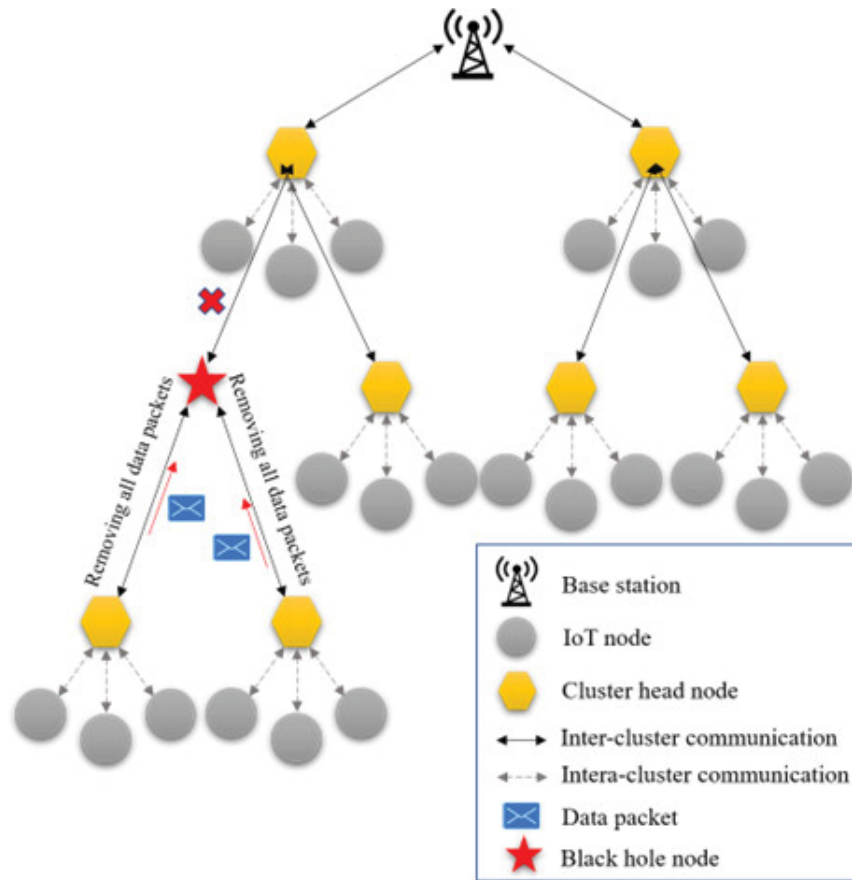 Removing all data packets
Removing all data packets
Base station
IoT node
Cluster head node
Inter-cluster communication
Intera-cluster communication
Data packet
Black hole node